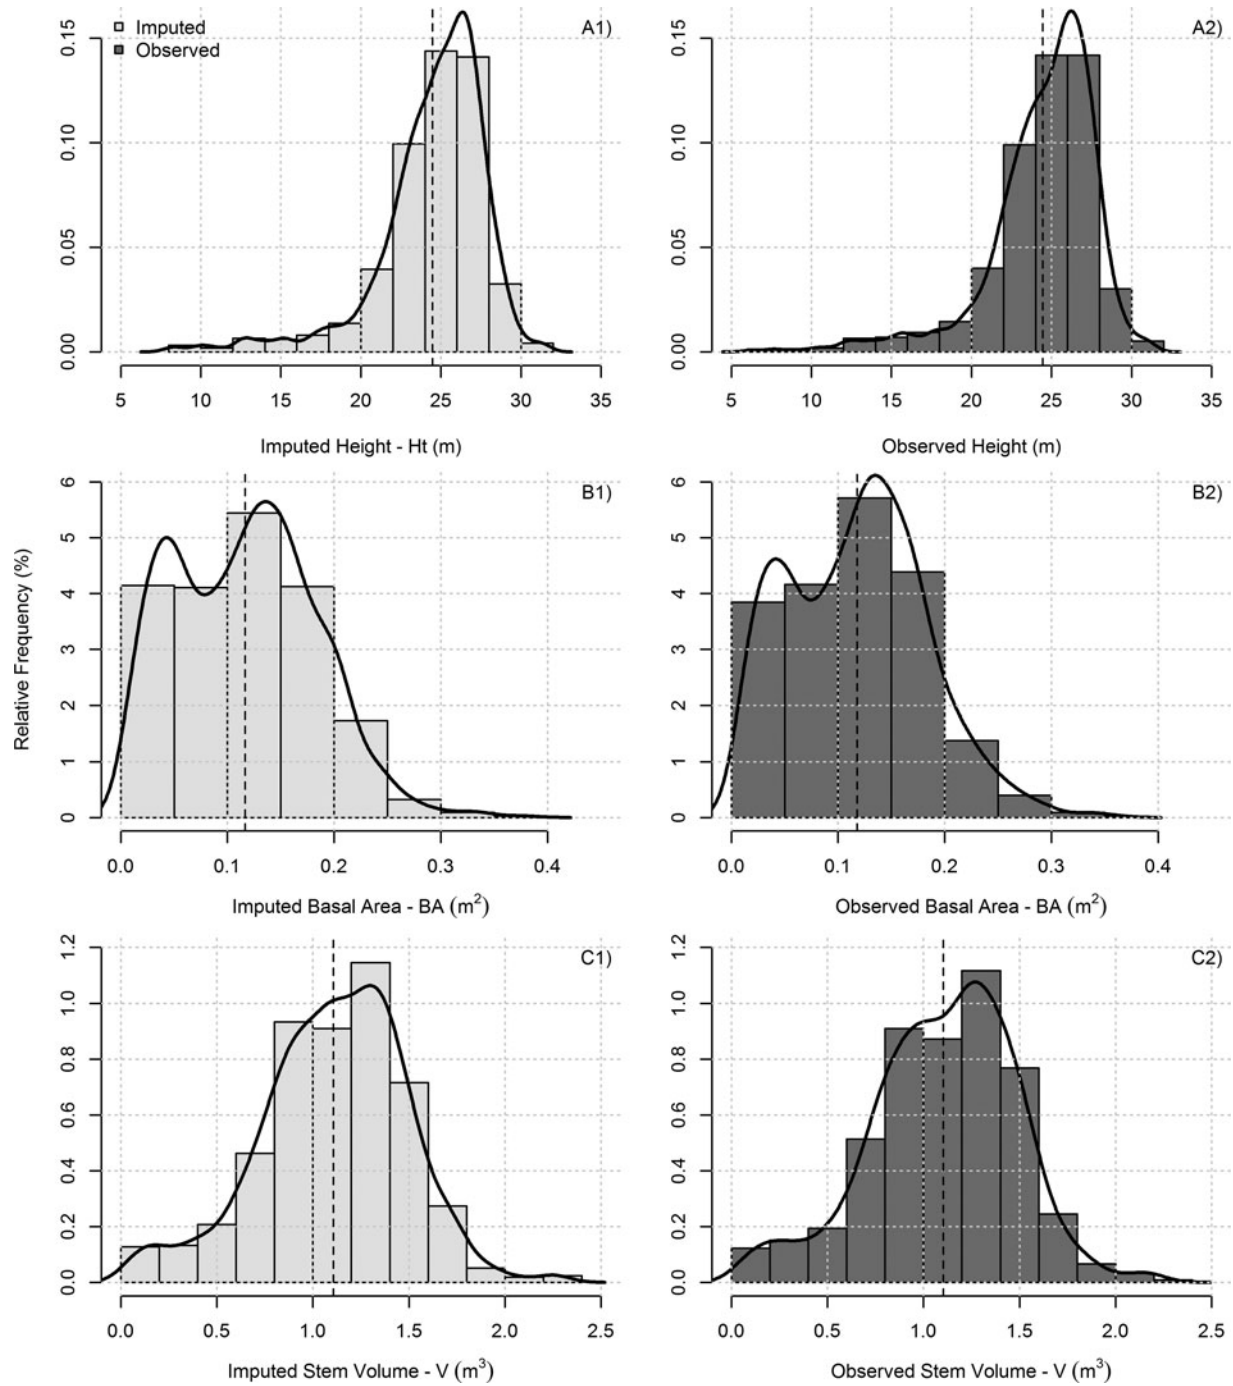 Imputed
Observed
A1)
0.00 0.05 0.10 0.15
5 10 15 20 25 30 35
Imputed Height - Ht (m)
A2)
0.00 0.05 0.10 0.15
5 10 15 20 25 30 35
Observed Height (m)
Relative Frequency (%)
B1)
0 1 2 3 4 5 6
0.0 0.1 0.2 0.3 0.4
Imputed Basal Area - BA (m²)
B2)
0 1 2 3 4 5 6
0.0 0.1 0.2 0.3 0.4
Observed Basal Area - BA (m²)
C1)
0.0 0.2 0.4 0.6 0.8 1.0 1.2
0.0 0.5 1.0 1.5 2.0 2.5
Imputed Stem Volume - V (m³)
C2)
0.0 0.2 0.4 0.6 0.8 1.0 1.2
0.0 0.5 1.0 1.5 2.0 2.5
Observed Stem Volume - V (m³)